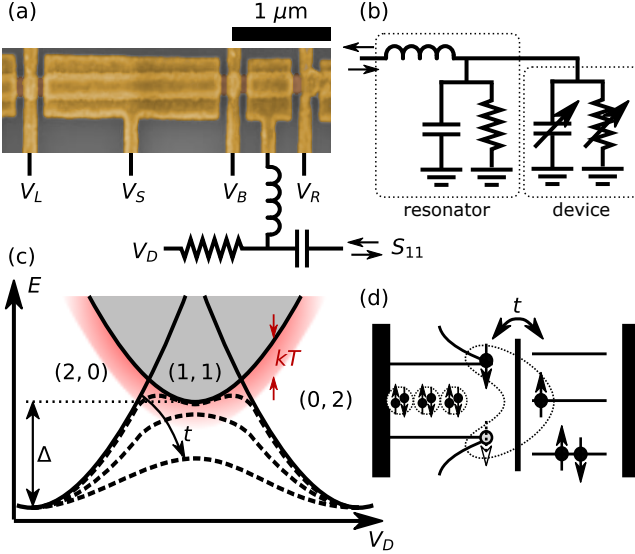 (a)
1 μm
V_L
V_S
V_B
V_R
V_D
S_11
(b)
resonator
device
(c)
E
(2, 0)
(1, 1)
kT
(0, 2)
t
Δ
V_D
(d)
t